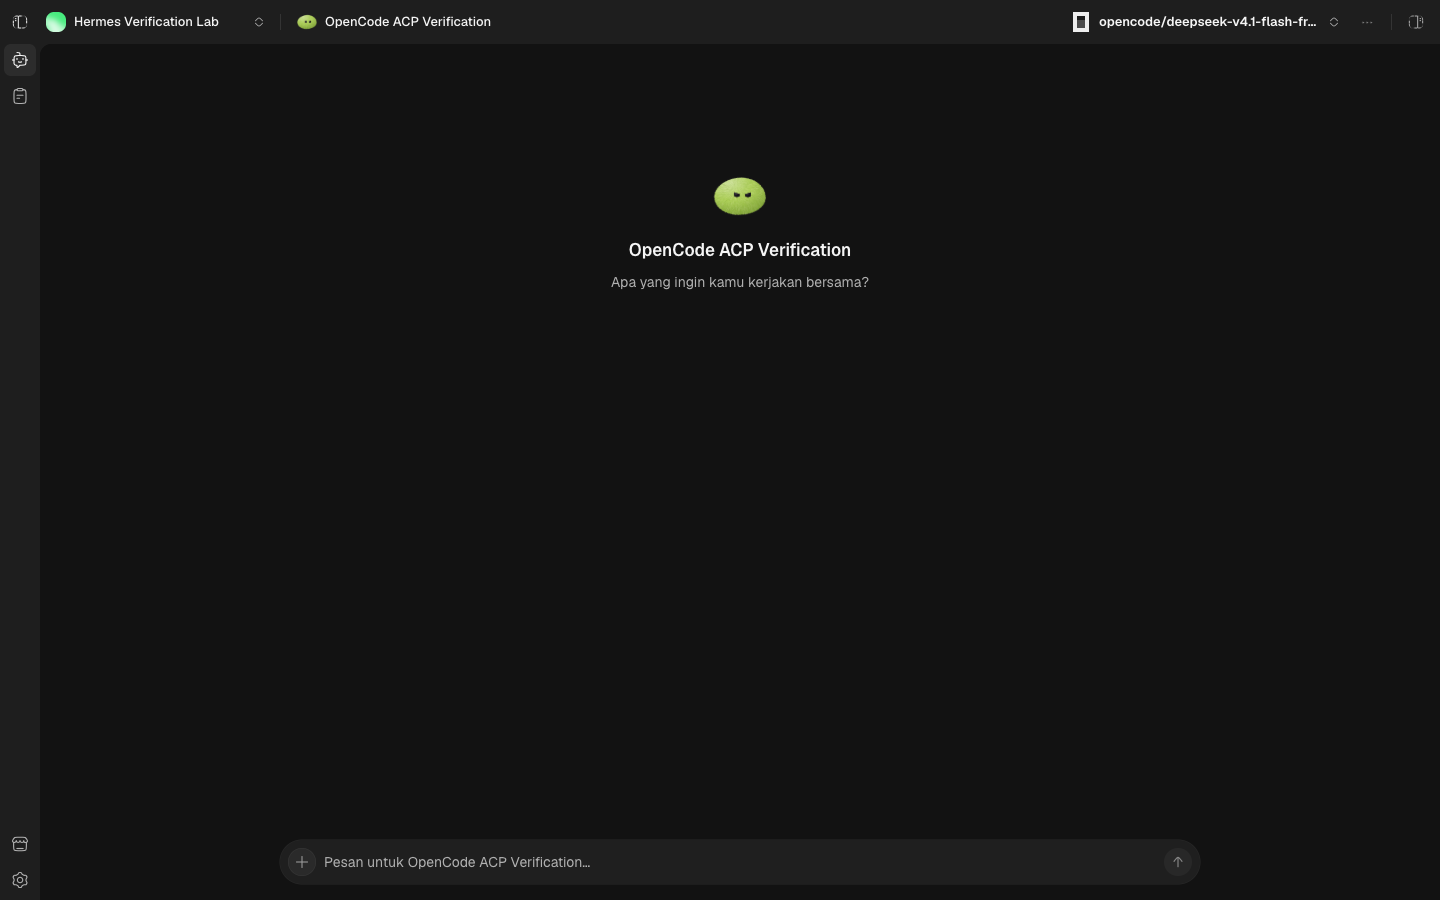 Hermes Verification Lab
OpenCode ACP Verification
opencode/deepseek-v4.1-flash-fr...
OpenCode ACP Verification
Apa yang ingin kamu kerjakan bersama?
Pesan untuk OpenCode ACP Verification...